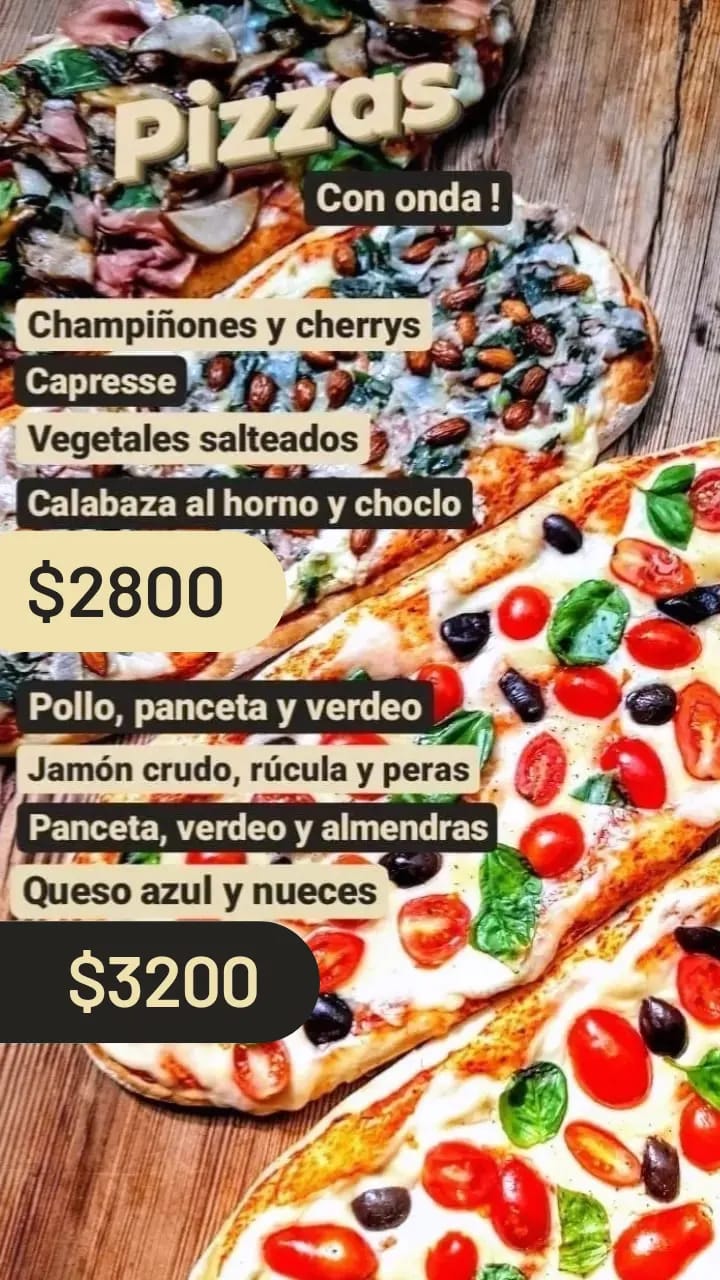 Pizzas
Con onda !
Champiñones y cherrys
Capresse
Vegetales salteados
Calabaza al horno y choclo
$2800
Pollo, panceta y verdeo
Jamón crudo, rúcula y peras
Panceta, verdeo y almendras
Queso azul y nueces
$3200